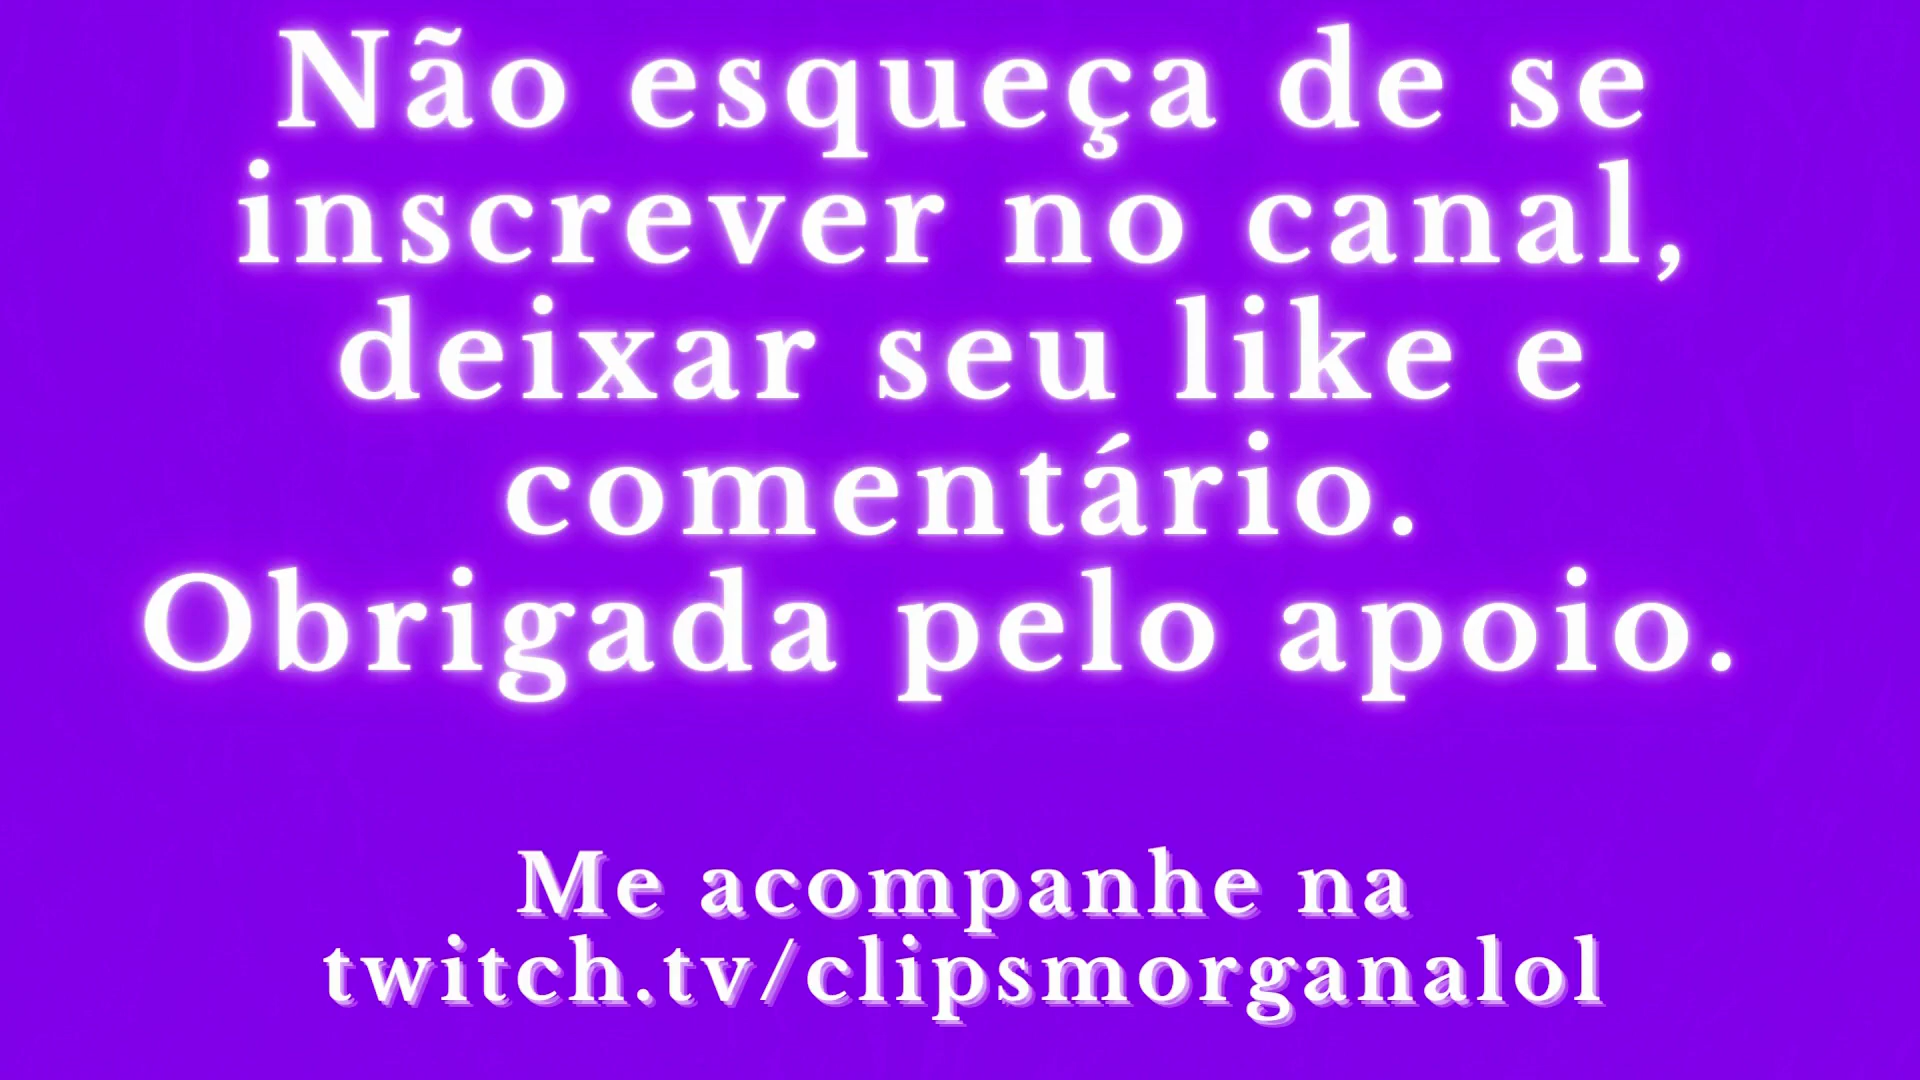 Não esqueça de se
inscrever no canal,
deixar seu like e
comentário.
Obrigada pelo apoio.
Me acompanhe na
twitch.tv/clipsmorganalol